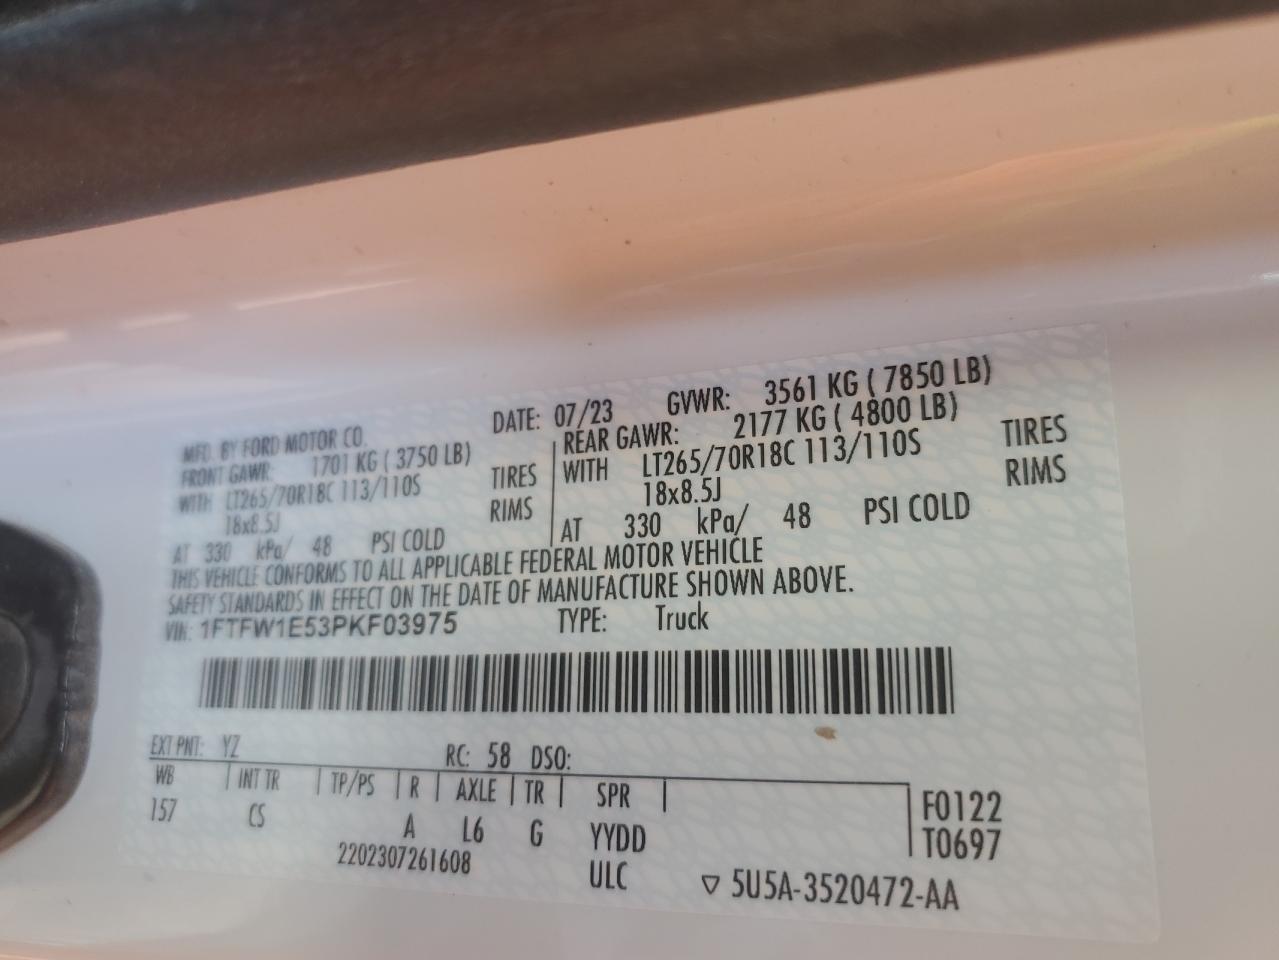 MFD. BY FORD MOTOR CO.
DATE: 07/23 GVWR: 3561 KG ( 7850 LB)
FRONT GAWR: 1701 KG ( 3750 LB)
REAR GAWR: 2177 KG ( 4800 LB)
WITH LT265/70R18C 113/110S TIRES
WITH LT265/70R18C 113/110S TIRES
18x8.5J RIMS
18x8.5J RIMS
AT 330 kPa/ 48 PSI COLD
AT 330 kPa/ 48 PSI COLD
THIS VEHICLE CONFORMS TO ALL APPLICABLE FEDERAL MOTOR VEHICLE
SAFETY STANDARDS IN EFFECT ON THE DATE OF MANUFACTURE SHOWN ABOVE.
VIN: 1FTFW1E53PKF03975 TYPE: Truck
EXT PNT: YZ RC: 58 DSO:
WB INT TR TP/PS R AXLE TR SPR
157 CS A L6 G YYDD
F0122
T0697
2202307261608 ULC ▽ 5U5A-3520472-AA